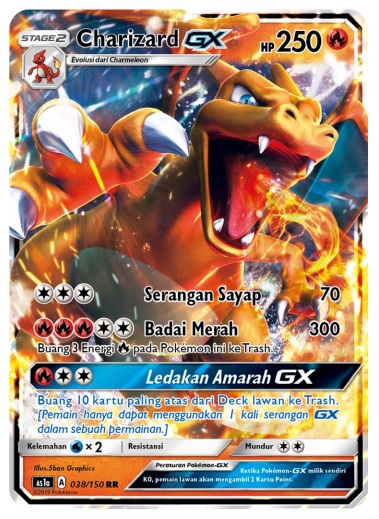 STAGE2 Charizard GX HP 250
Evolusi dari Charmeleon
Serangan Sayap 70
Badai Merah 300
Buang 3 Energi pada Pokémon ini ke Trash.
Ledakan Amarah GX
Buang 10 kartu paling atas dari Deck lawan ke Trash.
[Pemain hanya dapat menggunakan 1 kali serangan GX
dalam sebuah permainan.]
Kelemahan ×2 Resistansi Mundur
Illus.5ban Graphics
AS1a A 038/150 RR
©2019 Pokémon
Peraturan Pokémon-GX
Ketika Pokémon-GX milik sendiri
KO, pemain lawan akan mengambil 2 Kartu Point.